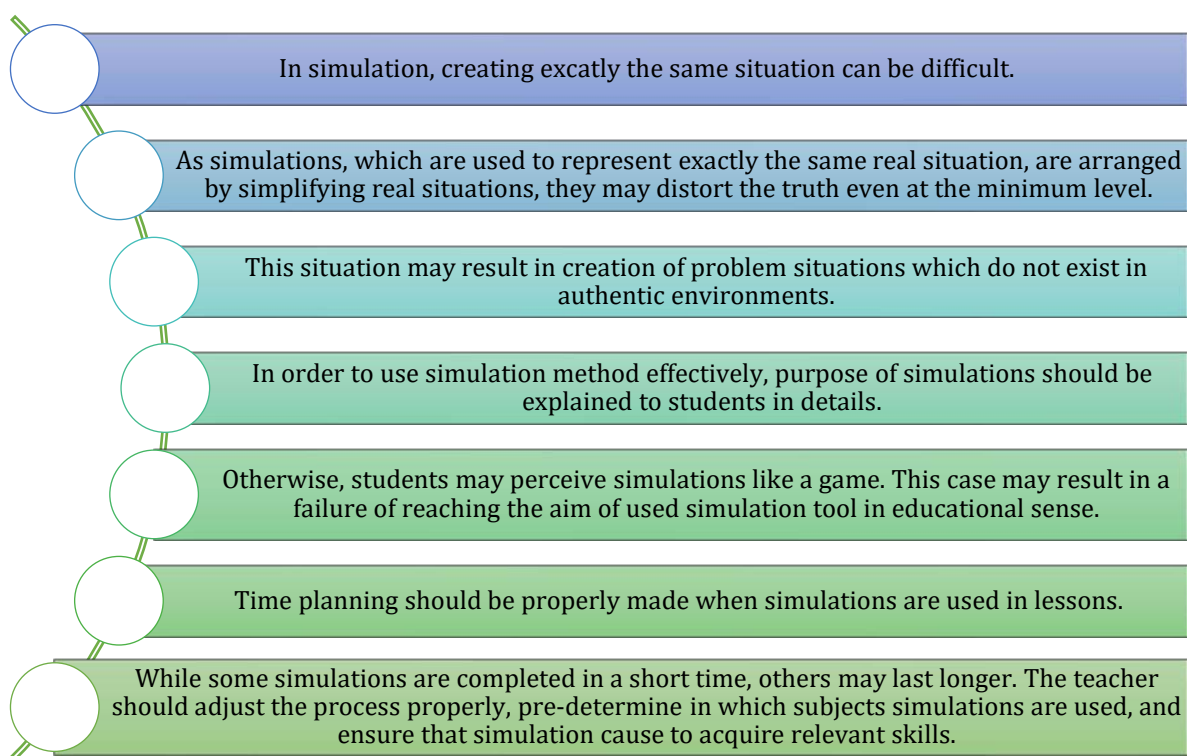 In simulation, creating excatly the same situation can be difficult.
As simulations, which are used to represent exactly the same real situation, are arranged
by simplifying real situations, they may distort the truth even at the minimum level.
This situation may result in creation of problem situations which do not exist in
authentic environments.
In order to use simulation method effectively, purpose of simulations should be
explained to students in details.
Otherwise, students may perceive simulations like a game. This case may result in a
failure of reaching the aim of used simulation tool in educational sense.
Time planning should be properly made when simulations are used in lessons.
While some simulations are completed in a short time, others may last longer. The teacher
should adjust the process properly, pre-determine in which subjects simulations are used, and
ensure that simulation cause to acquire relevant skills.